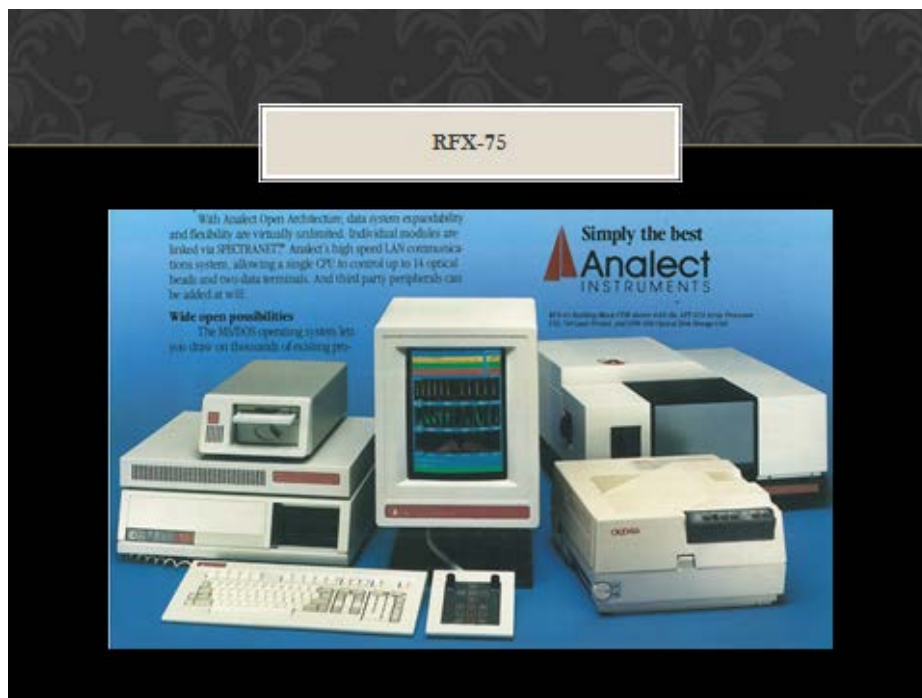 RFX-75
With Analect Open Architecture, data system expandability
and flexibility are virtually unlimited. Individual modules are
linked via SPECTRANET,™ Analect's high speed LAN communica-
tions system, allowing a single CPU to control up to 14 optical
heads and two data terminals. And third party peripherals can
be added at will.
Wide open possibilities
The MS/DOS operating system lets
you draw on thousands of existing pro-
Simply the best
Analect
INSTRUMENTS
OKIDATA